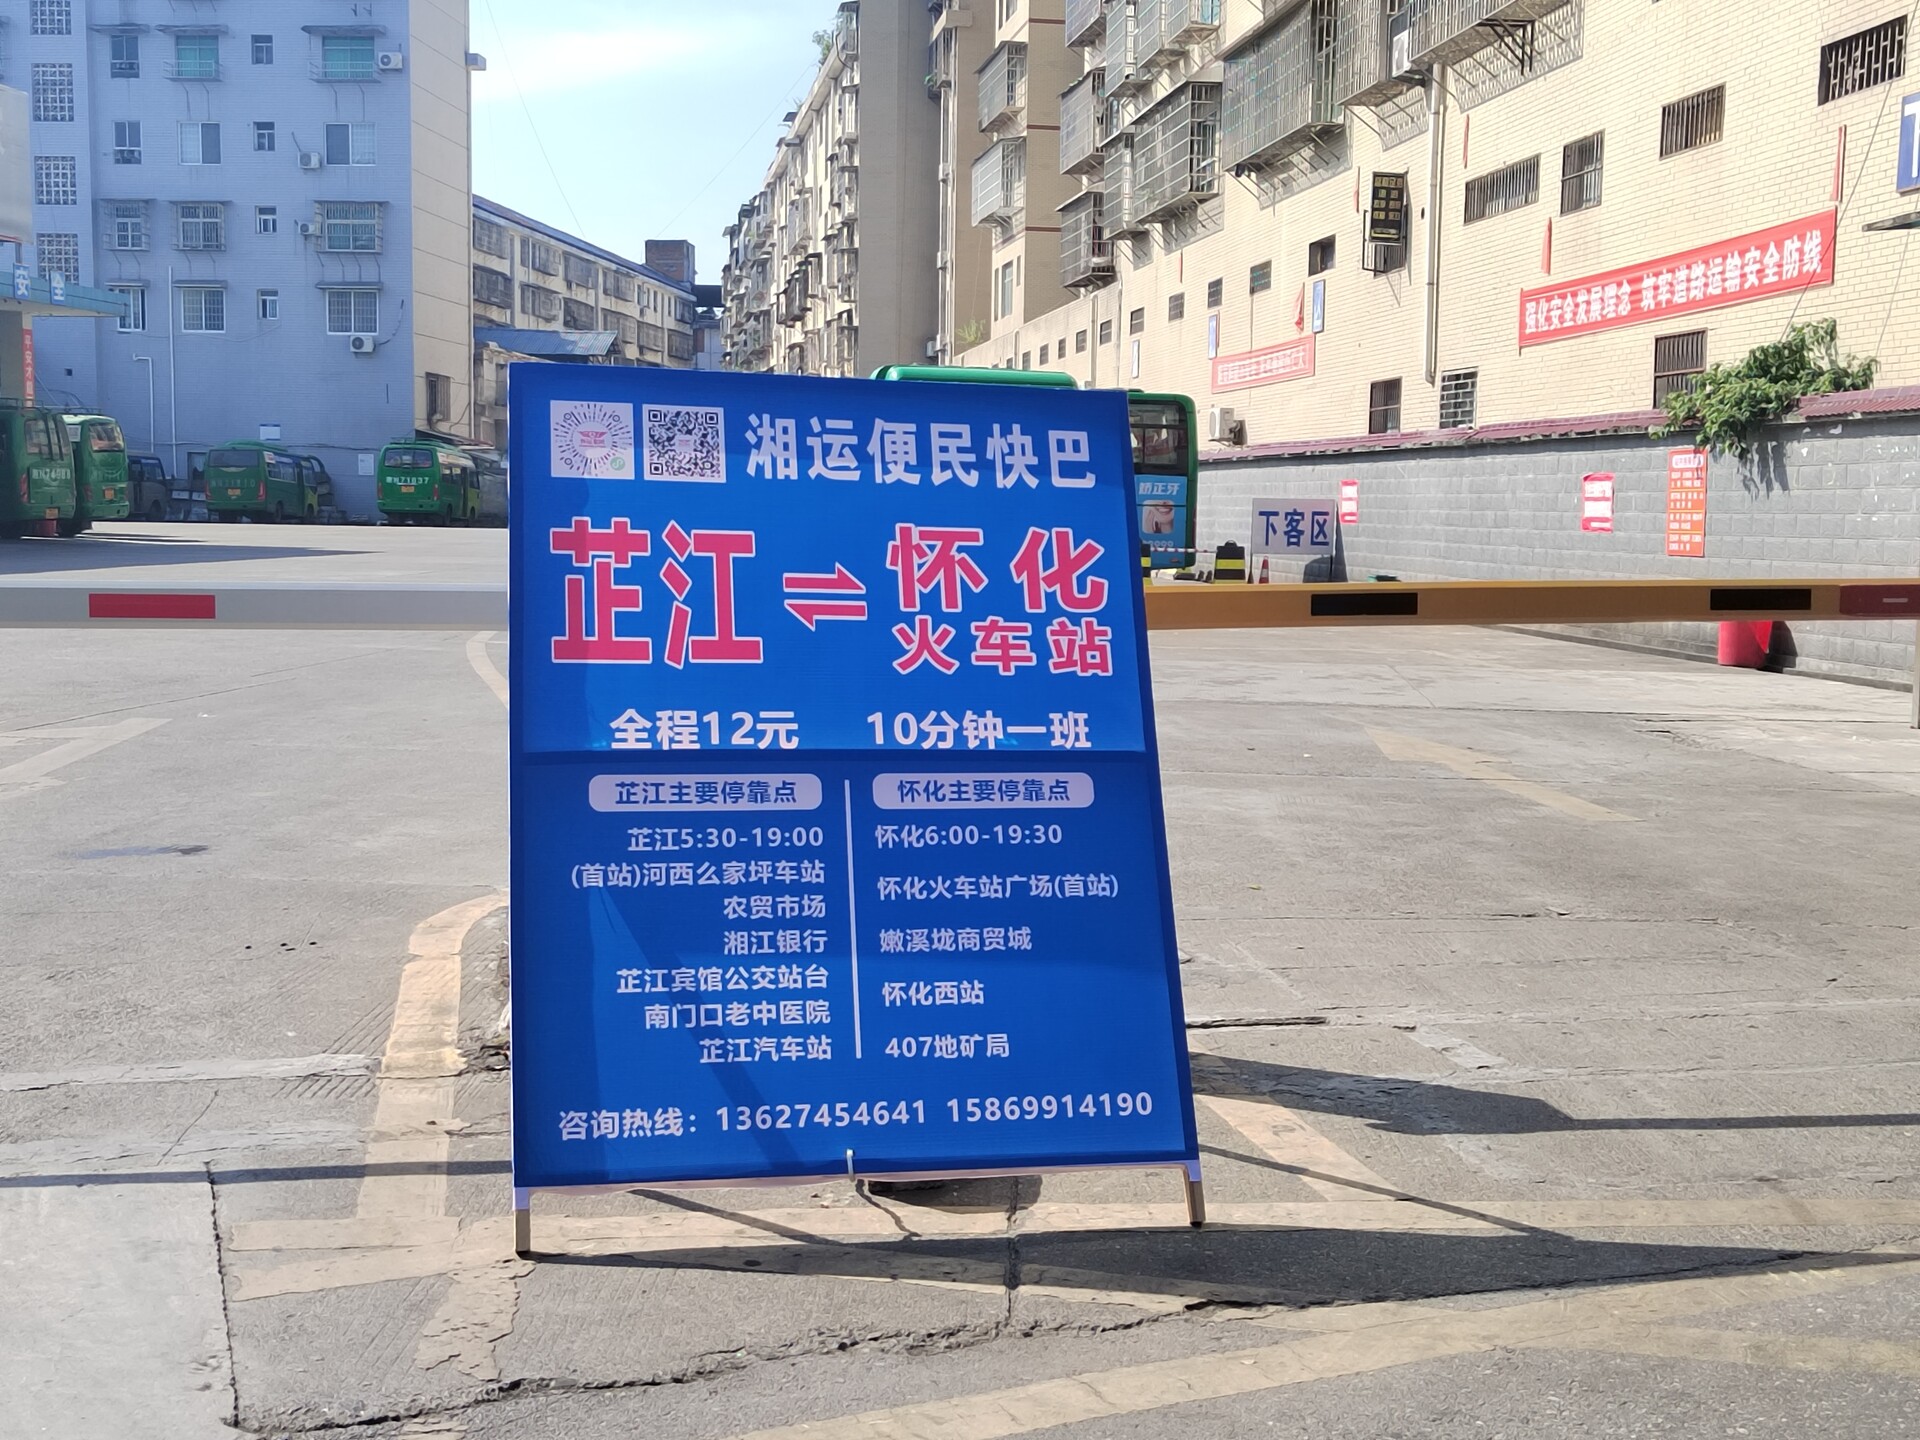 湘运便民快巴
芷江⇌怀化
火车站
全程12元 10分钟一班
芷江主要停靠点
芷江5:30-19:00
(首站)河西么家坪车站
农贸市场
湘江银行
芷江宾馆公交站台
南门口老中医院
芷江汽车站
怀化主要停靠点
怀化6:00-19:30
怀化火车站广场(首站)
嫩溪垅商贸城
怀化西站
407地矿局
咨询热线：13627454641 15869914190
强化安全发展理念 筑牢道路运输安全防线
下客区
矫正牙
安全